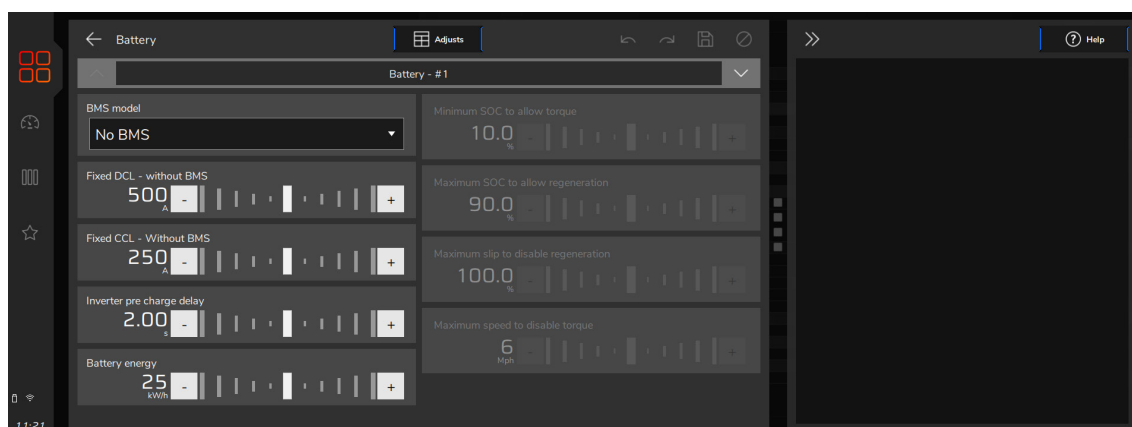 Battery
Adjusts
Help
Battery - #1
BMS model
No BMS
Fixed DCL - without BMS
500
A
-
+
Fixed CCL - Without BMS
250
A
-
+
Inverter pre charge delay
2.00
s
-
+
Battery energy
25
kW/h
-
+
Minimum SOC to allow torque
10.0
%
-
+
Maximum SOC to allow regeneration
90.0
%
-
+
Maximum slip to disable regeneration
100.0
%
-
+
Maximum speed to disable torque
6
Mph
-
+
11:21